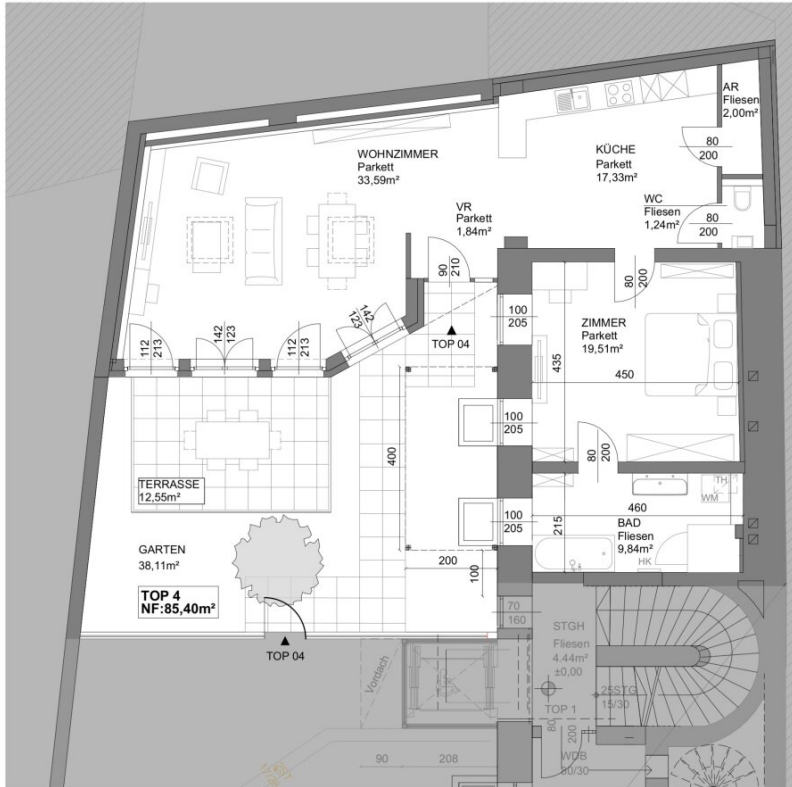 AR
Fliesen
2,00m²
WOHNZIMMER
Parkett
33,59m²
KÜCHE
Parkett
17,33m²
80
200
WC
Fliesen
1,24m²
80
200
VR
Parkett
1,84m²
90
210
80
200
142
123
100
205
ZIMMER
Parkett
19,51m²
TOP 04
112
213
142
123
112
213
435
450
100
205
400
80
200
TERRASSE
12,55m²
TH
WM
460
100
205
215
BAD
Fliesen
9,84m²
GARTEN
38,11m²
HK
200
100
TOP 4
NF:85,40m²
70
160
STGH
Fliesen
4.44m²
±0,00
TOP 04
Vordach
25STG
15/30
TOP 1
80
200
WDB
80/30
90
208